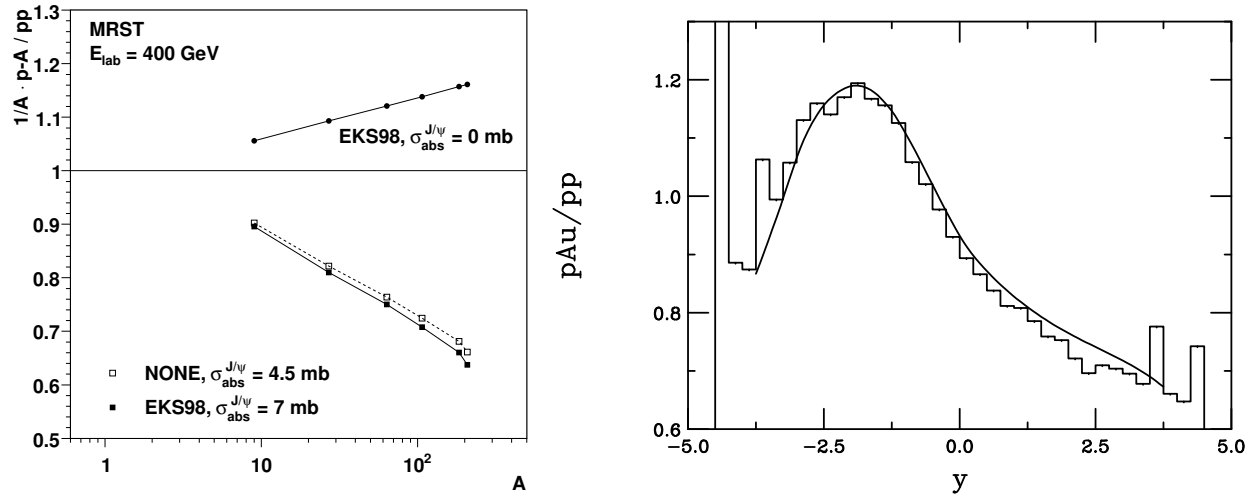 MRST
E_lab = 400 GeV
1/A · p-A / pp
1.3
1.2
1.1
1
0.9
0.8
0.7
0.6
0.5
EKS98, σ_abs^J/ψ = 0 mb
NONE, σ_abs^J/ψ = 4.5 mb
EKS98, σ_abs^J/ψ = 7 mb
1
10
10²
A
pAu/pp
1.2
1.0
0.8
0.6
−5.0
−2.5
0.0
2.5
5.0
y